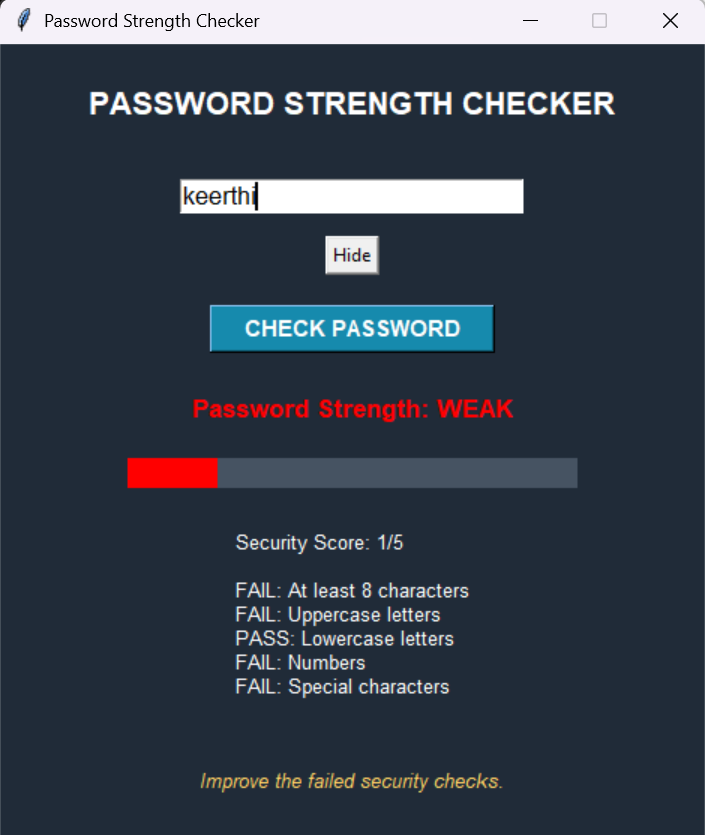 Password Strength Checker
PASSWORD STRENGTH CHECKER
keerthi
Hide
CHECK PASSWORD
Password Strength: WEAK
Security Score: 1/5
FAIL: At least 8 characters
FAIL: Uppercase letters
PASS: Lowercase letters
FAIL: Numbers
FAIL: Special characters
Improve the failed security checks.